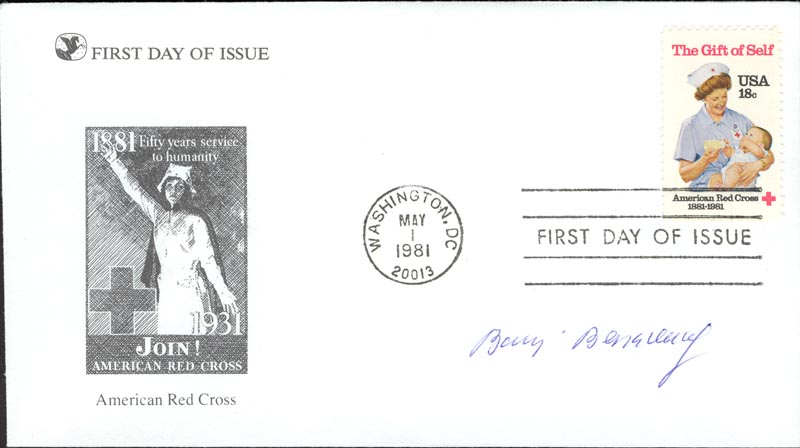 FIRST DAY OF ISSUE
1881 Fifty years service
to humanity
1931
JOIN!
AMERICAN RED CROSS
American Red Cross
WASHINGTON, DC
MAY
1
1981
20013
The Gift of Self
USA
18c
American Red Cross
1881-1981
FIRST DAY OF ISSUE